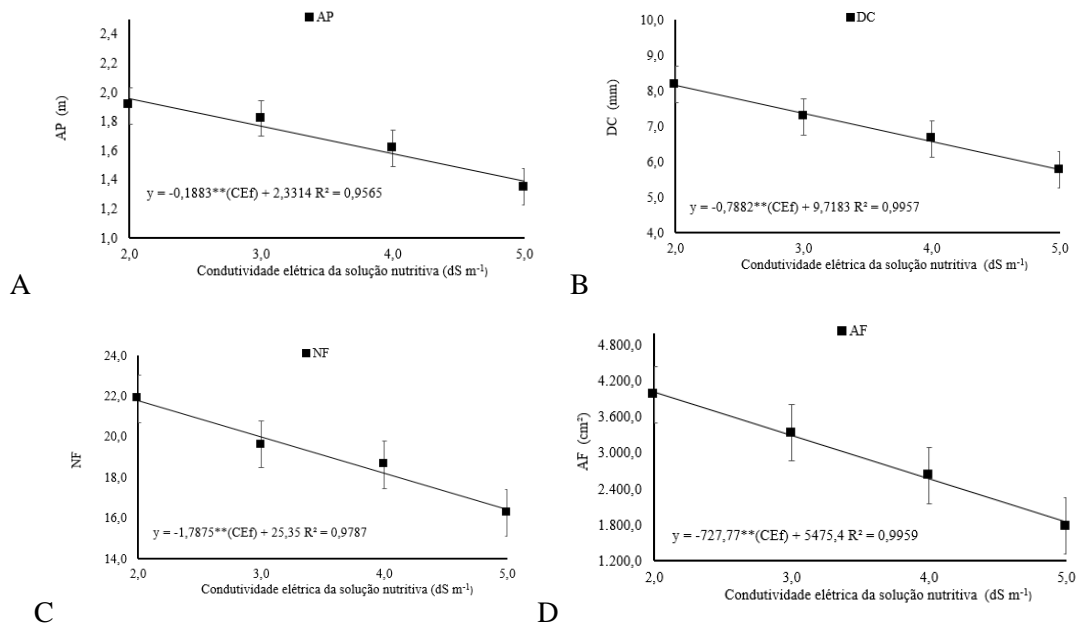 AP
2,4
2,2
2,0
1,8
1,6
1,4
1,2
1,0
AP (m)
y = -0,1883**(CEf) + 2,3314 R² = 0,9565
2,0 3,0 4,0 5,0
Condutividade elétrica da solução nutritiva (dS m⁻¹)
A
DC
10,0
9,0
8,0
7,0
6,0
5,0
4,0
DC (mm)
y = -0,7882**(CEf) + 9,7183 R² = 0,9957
2,0 3,0 4,0 5,0
Condutividade elétrica da solução nutritiva (dS m⁻¹)
B
NF
24,0
22,0
20,0
18,0
16,0
14,0
NF
y = -1,7875**(CEf) + 25,35 R² = 0,9787
2,0 3,0 4,0 5,0
Condutividade elétrica da solução nutritiva (dS m⁻¹)
C
AF
4.800,0
4.200,0
3.600,0
3.000,0
2.400,0
1.800,0
1.200,0
AF (cm²)
y = -727,77**(CEf) + 5475,4 R² = 0,9959
2,0 3,0 4,0 5,0
Condutividade elétrica da solução nutritiva (dS m⁻¹)
D